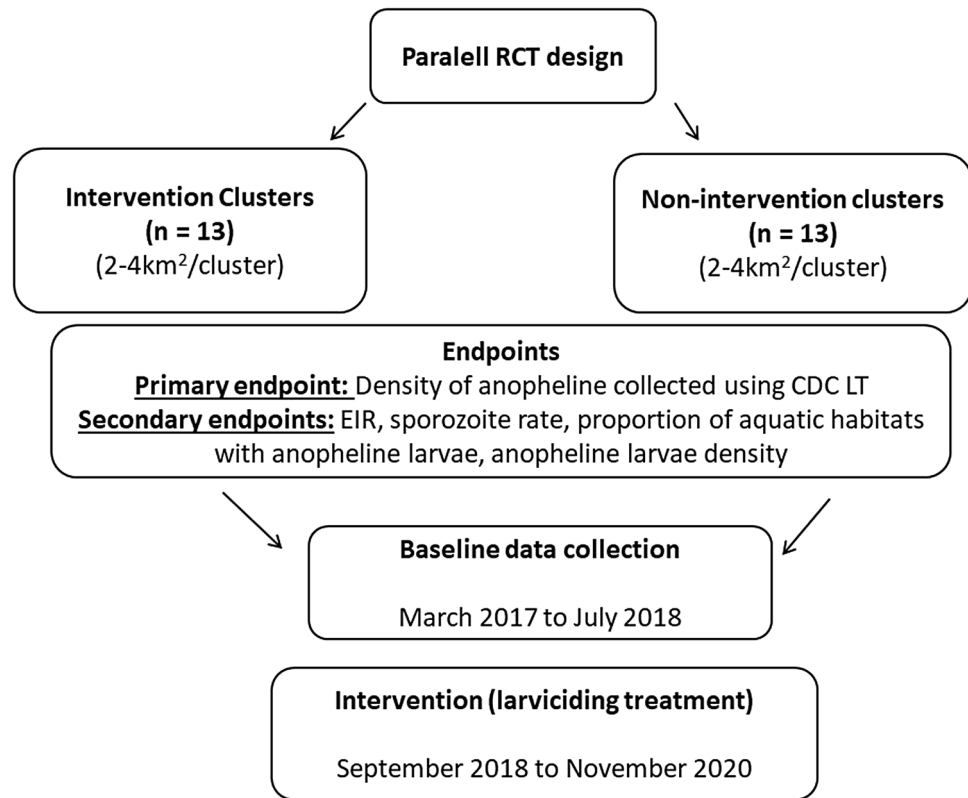 Paralell RCT design
Intervention Clusters
(n = 13)
(2-4km²/cluster)
Non-intervention clusters
(n = 13)
(2-4km²/cluster)
Endpoints
Primary endpoint: Density of anopheline collected using CDC LT
Secondary endpoints: EIR, sporozoite rate, proportion of aquatic habitats
with anopheline larvae, anopheline larvae density
Baseline data collection
March 2017 to July 2018
Intervention (larviciding treatment)
September 2018 to November 2020